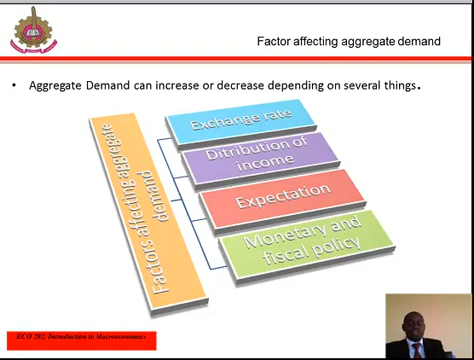 Factor affecting aggregate demand
• Aggregate Demand can increase or decrease depending on several things.
Factors affecting aggregate
demand
Exchange rate
Ditribution of
income
Expectation
Monetary and
fiscal policy
ECO 202: Introduction to Macroeconomics